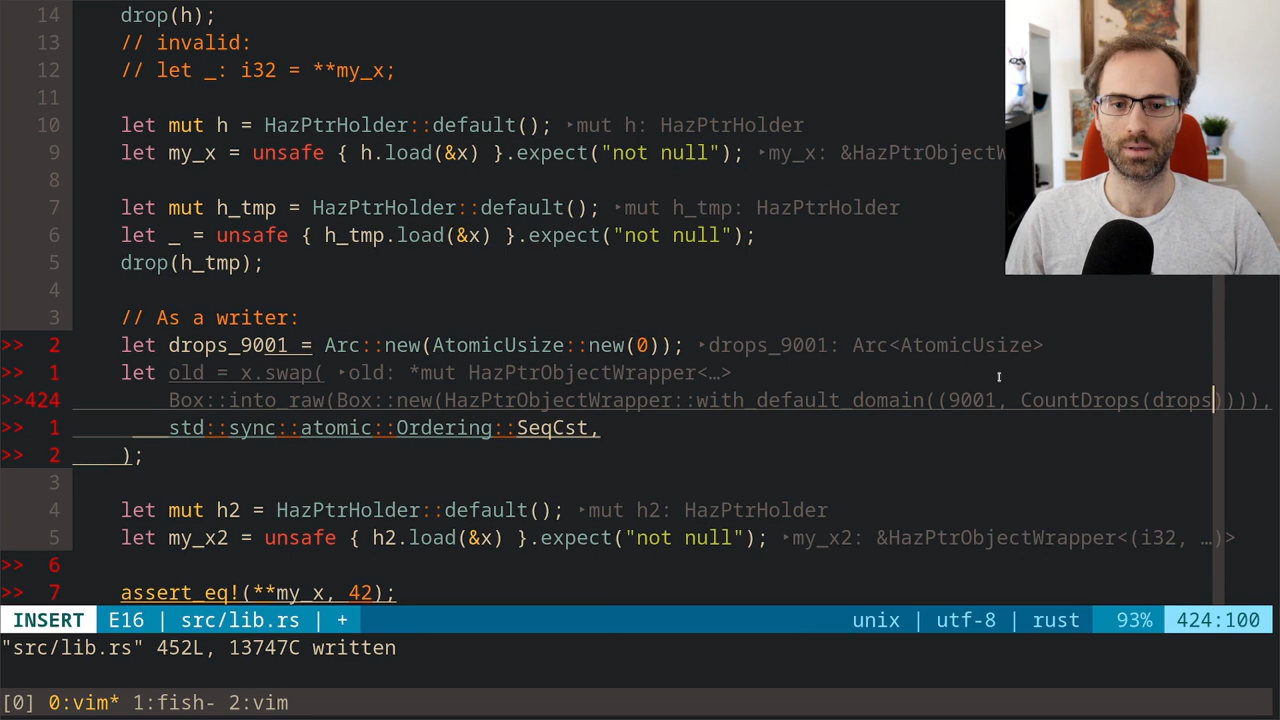 14     drop(h);
13     // invalid:
12     // let _: i32 = **my_x;
11
10     let mut h = HazPtrHolder::default(); ‣mut h: HazPtrHolder
9     let my_x = unsafe { h.load(&x) }.expect("not null"); ‣my_x: &HazPtrObjectW
8
7     let mut h_tmp = HazPtrHolder::default(); ‣mut h_tmp: HazPtrHolder
6     let _ = unsafe { h_tmp.load(&x) }.expect("not null");
5     drop(h_tmp);
4
3     // As a writer:
>>  2     let drops_9001 = Arc::new(AtomicUsize::new(0)); ‣drops_9001: Arc<AtomicUsize>
>>  1     let old = x.swap( ‣old: *mut HazPtrObjectWrapper<…>
>>424         Box::into_raw(Box::new(HazPtrObjectWrapper::with_default_domain((9001, CountDrops(drops)))),
>>  1         std::sync::atomic::Ordering::SeqCst,
>>  2     );
3
4     let mut h2 = HazPtrHolder::default(); ‣mut h2: HazPtrHolder
5     let my_x2 = unsafe { h2.load(&x) }.expect("not null"); ‣my_x2: &HazPtrObjectWrapper<(i32, …)>
>>  6
>>  7     assert_eq!(**my_x, 42);
INSERT  E16 | src/lib.rs | +     unix | utf-8 | rust   93%  424:100
"src/lib.rs" 452L, 13747C written
[0] 0:vim* 1:fish- 2:vim